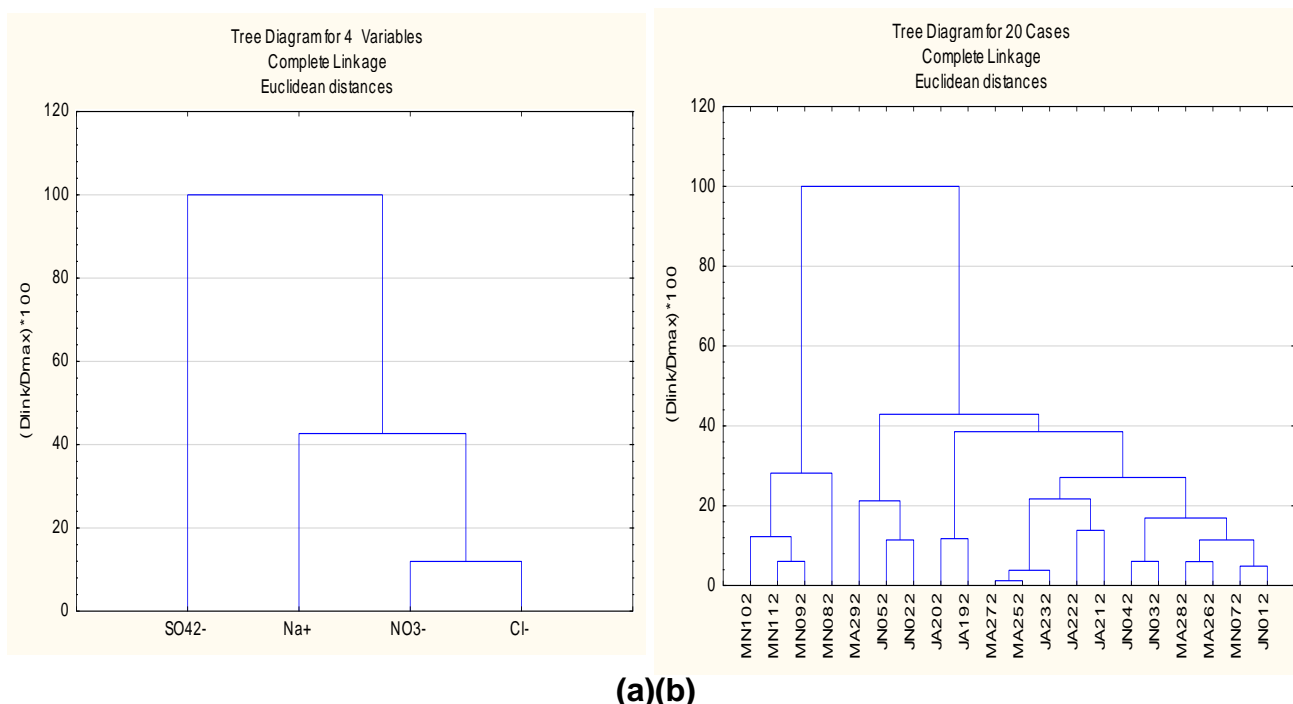 Tree Diagram for 4 Variables
Complete Linkage
Euclidean distances
(Dlink/Dmax)*100
120
100
80
60
40
20
0
SO42- Na+ NO3- Cl-
Tree Diagram for 20 Cases
Complete Linkage
Euclidean distances
(Dlink/Dmax)*100
120
100
80
60
40
20
0
MN102
MN112
MN092
MN082
MA292
JN052
JN022
JA202
JA192
MA272
MA252
JA232
JA222
JA212
JN042
JN032
MA282
MA262
MN072
JN012
(a)(b)